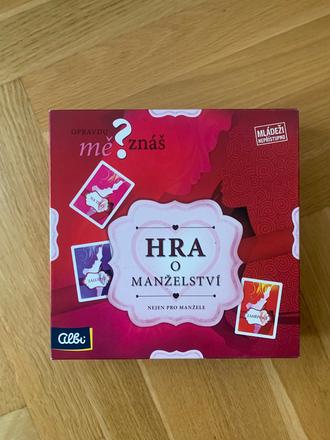 OPRAVDU
mě ? znáš
MLÁDEŽI
NEPŘÍSTUPNO
HRA
O
MANŽELSTVÍ
NEJEN PRO MANŽELE
Albi